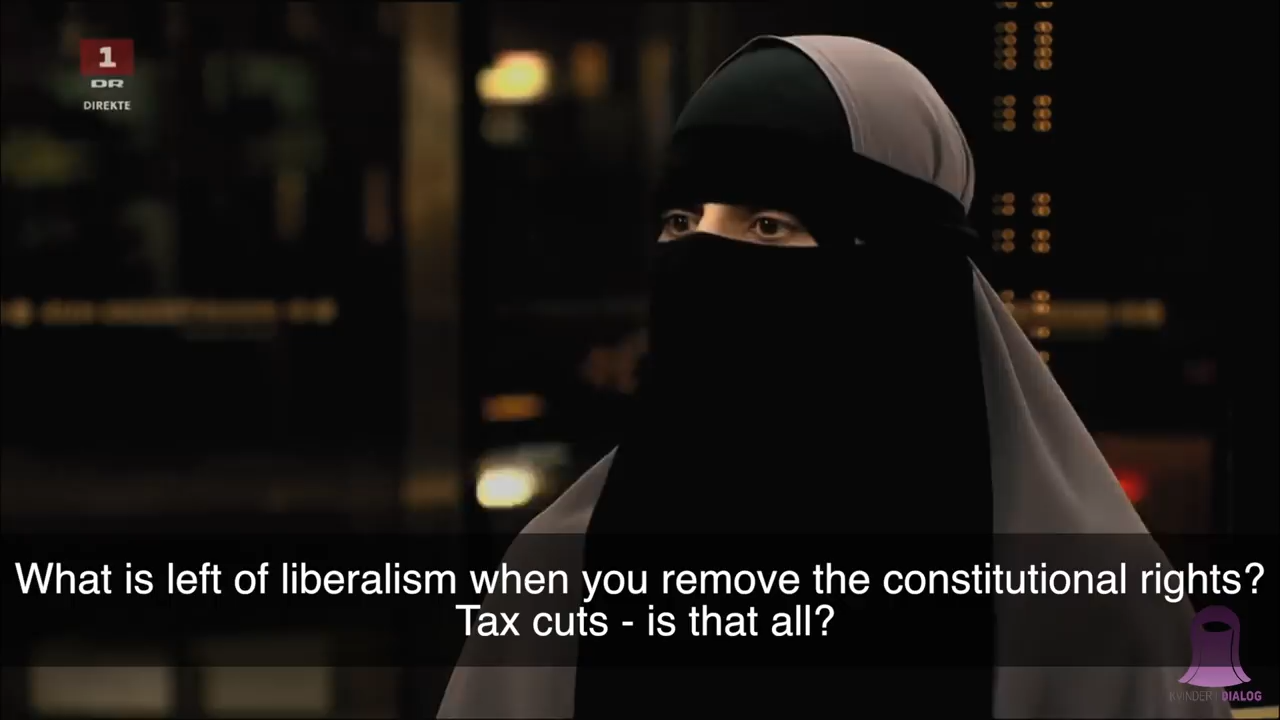 1
DR
DIREKTE
What is left of liberalism when you remove the constitutional rights?
Tax cuts - is that all?
KVINDER I DIALOG